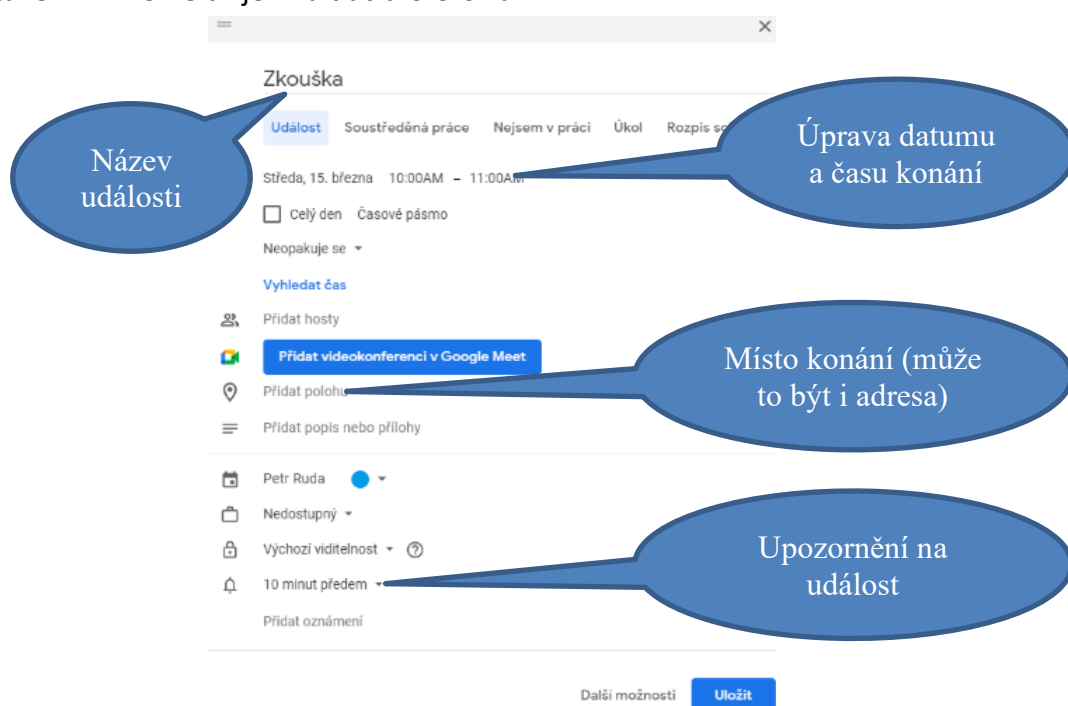 Zkouška
Název
události
Událost Soustředěná práce Nejsem v práci Úkol Rozpis
Úprava datumu
a času konání
Středa, 15. března 10:00AM – 11:00AM
Celý den Časové pásmo
Neopakuje se
Vyhledat čas
Přidat hosty
Přidat videokonferenci v Google Meet
Místo konání (může
to být i adresa)
Přidat polohu
Přidat popis nebo přílohy
Petr Ruda
Nedostupný
Výchozí viditelnost
Upozornění na
událost
10 minut předem
Přidat oznámení
Další možnosti Uložit